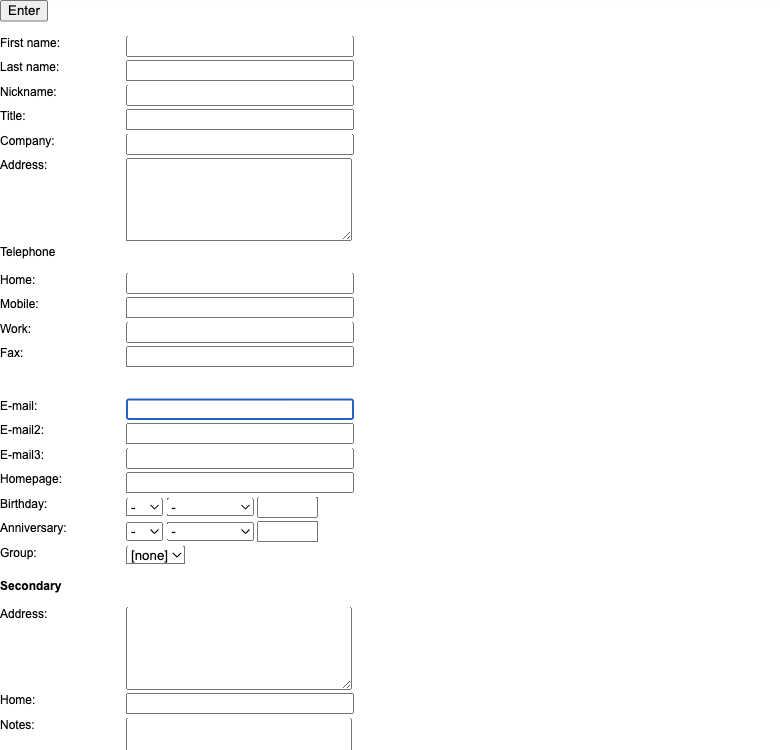 Enter
First name:
Last name:
Nickname:
Title:
Company:
Address:
Telephone
Home:
Mobile:
Work:
Fax:
E-mail:
E-mail2:
E-mail3:
Homepage:
Birthday: - -
Anniversary: - -
Group: [none]
Secondary
Address:
Home:
Notes: